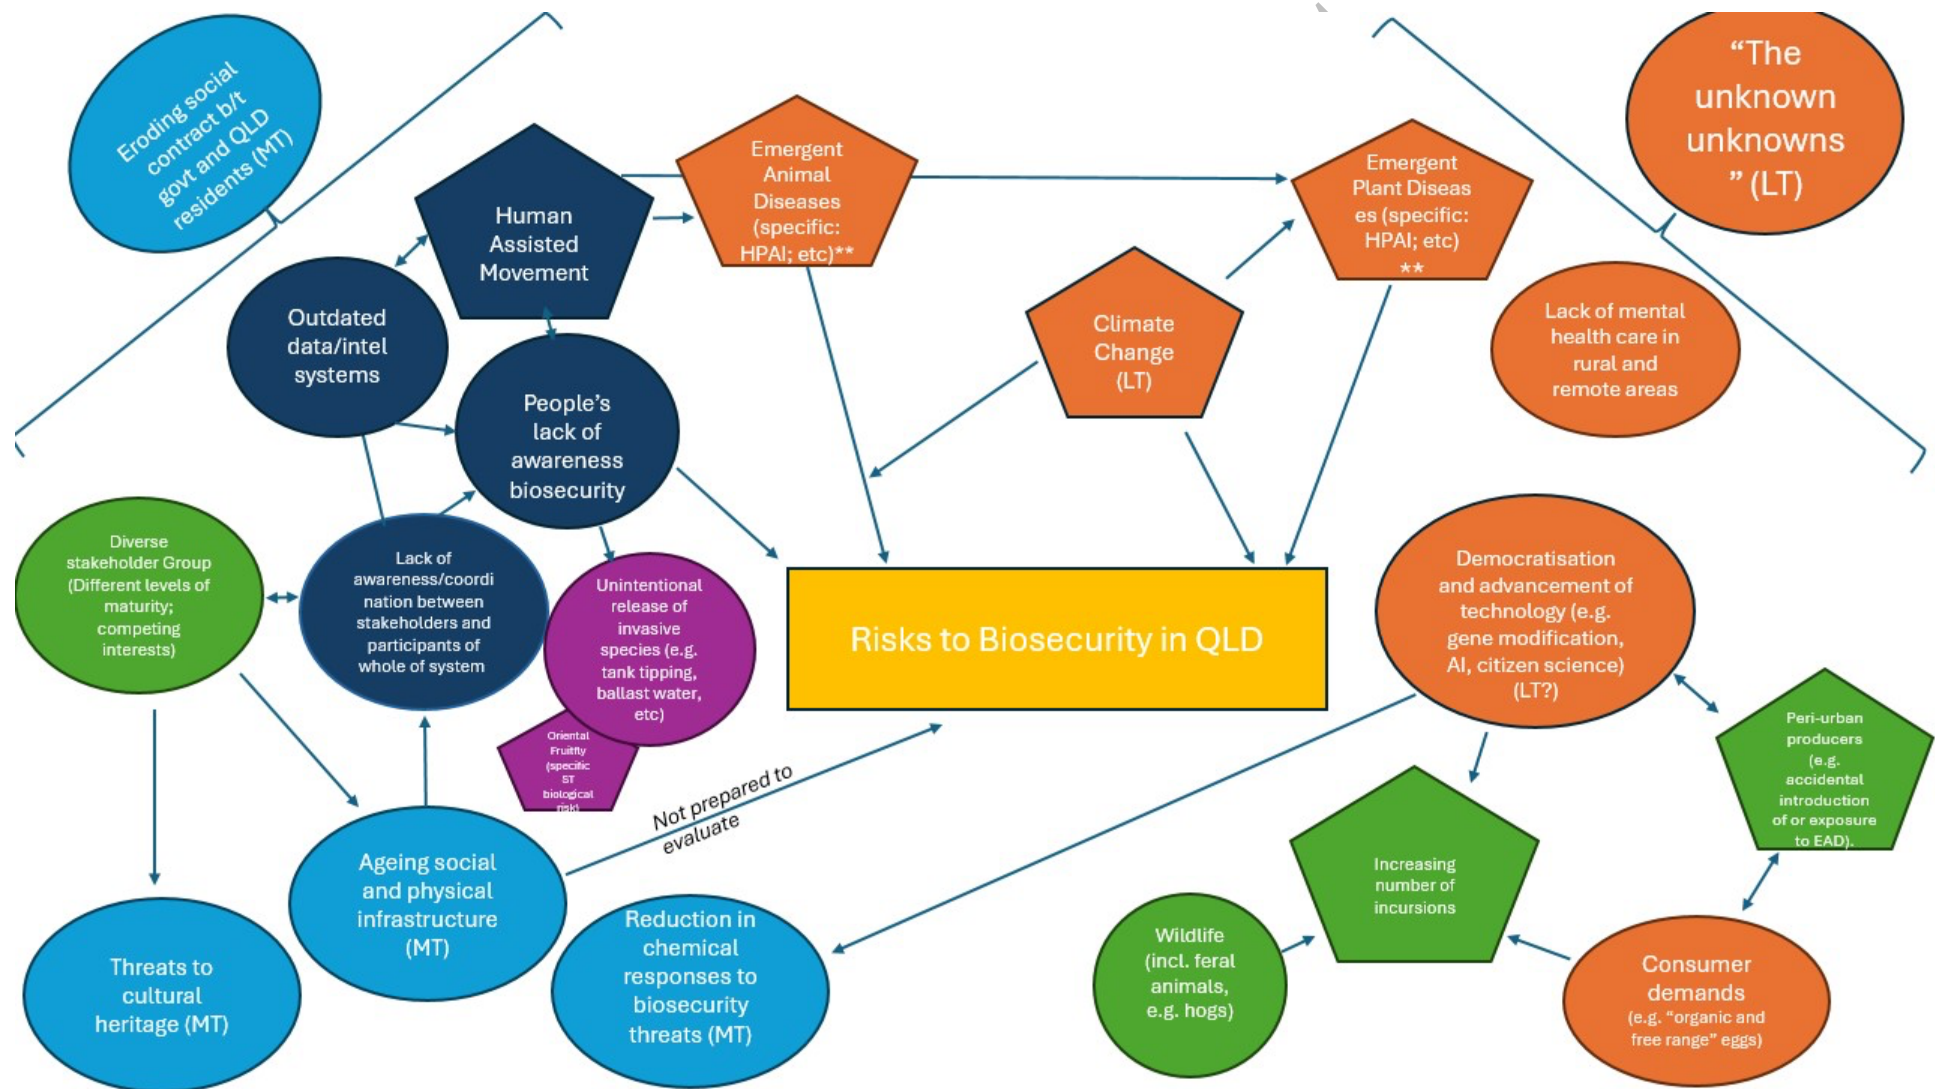 Eroding social
contract b/t
govt and QLD
residents (MT)
“The
unknown
unknowns
” (LT)
Human
Assisted
Movement
Emergent
Animal
Diseases
(specific:
HPAI; etc)**
Emergent
Plant Diseas
es (specific:
HPAI; etc)
**
Outdated
data/intel
systems
Climate
Change
(LT)
Lack of mental
health care in
rural and
remote areas
People’s
lack of
awareness
biosecurity
Diverse
stakeholder Group
(Different levels of
maturity;
competing
interests)
Lack of
awareness/coordi
nation between
stakeholders and
participants of
whole of system
Unintentional
release of
invasive
species (e.g.
tank tipping,
ballast water,
etc)
Oriental
Fruitfly
(specific
ST
biological
risk)
Risks to Biosecurity in QLD
Democratisation
and advancement of
technology (e.g.
gene modification,
AI, citizen science)
(LT?)
Peri-urban
producers
(e.g.
accidental
introduction
of or exposure
to EAD).
Not prepared to
evaluate
Ageing social
and physical
infrastructure
(MT)
Increasing
number of
incursions
Threats to
cultural
heritage (MT)
Reduction in
chemical
responses to
biosecurity
threats (MT)
Wildlife
(incl. feral
animals,
e.g. hogs)
Consumer
demands
(e.g. “organic and
free range” eggs)